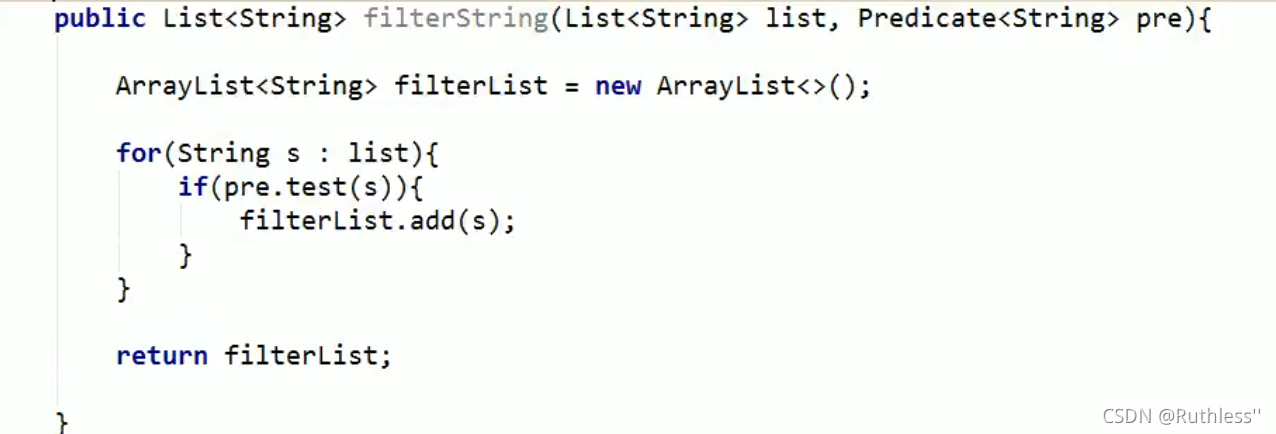 public List<String> filterString(List<String> list, Predicate<String> pre){
ArrayList<String> filterList = new ArrayList<>();
for(String s : list){
if(pre.test(s)){
filterList.add(s);
}
}
return filterList;
}
CSDN @Ruthless"